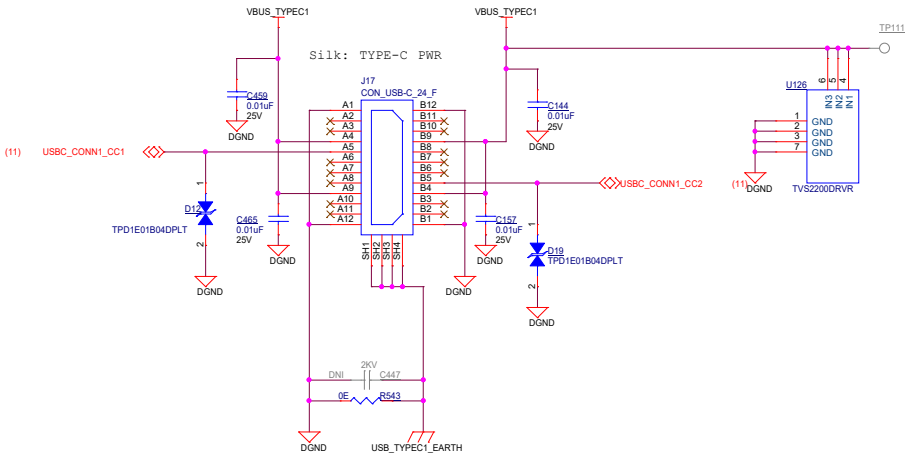 VBUS_TYPEC1
VBUS_TYPEC1
TP111
Silk: TYPE-C PWR
J17
CON_USB-C_24_F
C459
0.01uF
25V
DGND
C144
0.01uF
25V
DGND
U126
6 5 4
IN3 IN2 IN1
1 GND
2 GND
3 GND
7 GND
DGND
TVS2200DRVR
A1 B12
A2 B11
A3 B10
A4 B9
A5 B8
A6 B7
A7 B6
A8 B5
A9 B4
A10 B3
A11 B2
A12 B1
SH1 SH2 SH3 SH4
(11) USBC_CONN1_CC1
USBC_CONN1_CC2 (11)
1
D12
TPD1E01B04DPLT
2
DGND
C465
0.01uF
25V
DGND
C157
0.01uF
25V
DGND
DGND
1
D19
TPD1E01B04DPLT
2
DGND
2KV
DNI C447
0E R543
DGND
USB_TYPEC1_EARTH